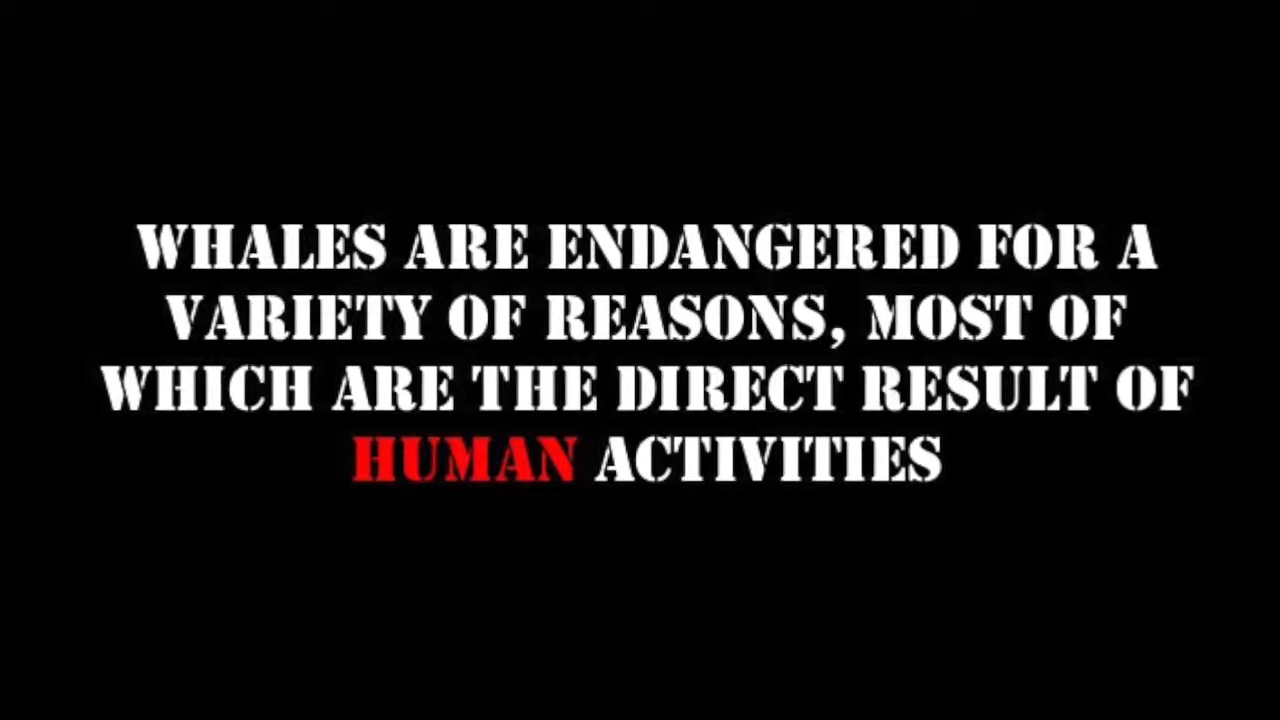 WHALES ARE ENDANGERED FOR A
VARIETY OF REASONS, MOST OF
WHICH ARE THE DIRECT RESULT OF
HUMAN ACTIVITIES